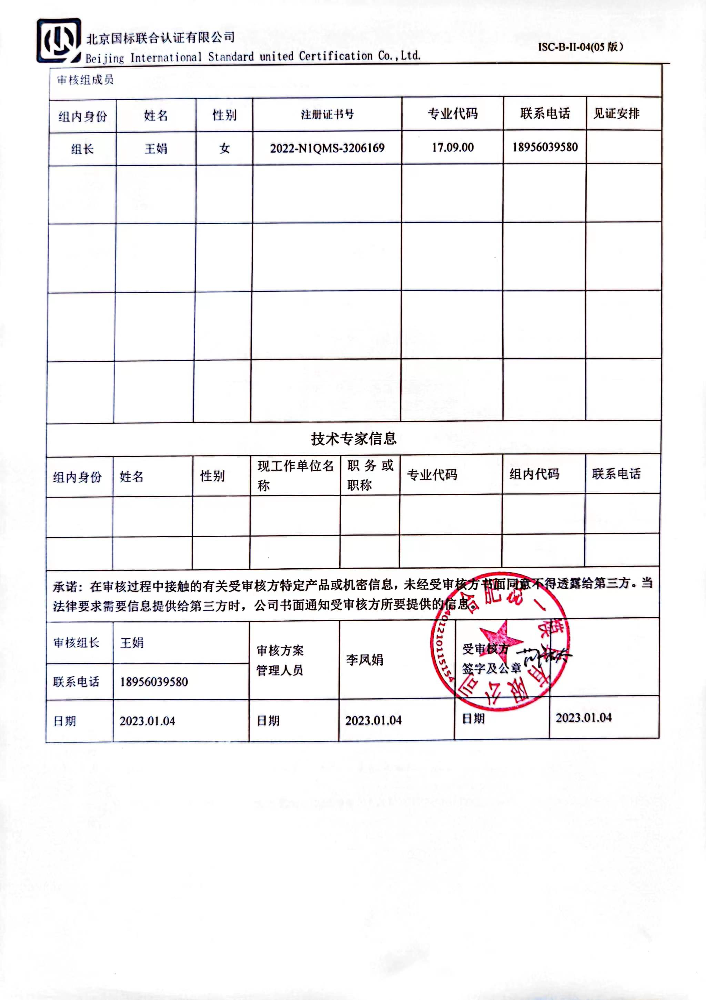 北京国标联合认证有限公司
Beijing International Standard united Certification Co.,Ltd.
ISC-B-II-04(05 版)
审核组成员
组内身份 姓名 性别 注册证书号 专业代码 联系电话 见证安排
组长 王娟 女 2022-N1QMS-3206169 17.09.00 18956039580
技术专家信息
组内身份 姓名 性别 现工作单位名称 职务或职称 专业代码 组内代码 联系电话
承诺：在审核过程中接触的有关受审核方特定产品或机密信息，未经受审核方书面同意不得透露给第三方。当
法律要求需要信息提供给第三方时，公司书面通知受审核方所要提供的信息。
审核组长 王娟 审核方案管理人员 李凤娟 受审核方签字及公章
联系电话 18956039580
日期 2023.01.04 日期 2023.01.04 日期 2023.01.04
合肥 一模具有限公司
3401210115154